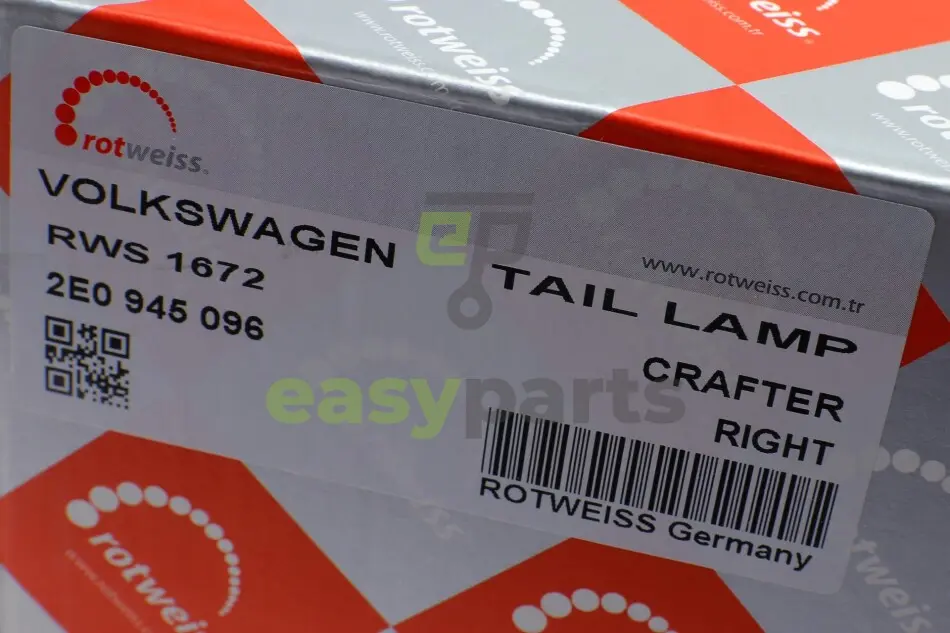 www.rotweiss.com
rotweiss
rotweiss
rotweiss.
VOLKSWAGEN
RWS 1672
2E0 945 096
www.rotweiss.com.tr
TAIL LAMP
CRAFTER
RIGHT
ROTWEISS Germany
easyparts
rotweiss